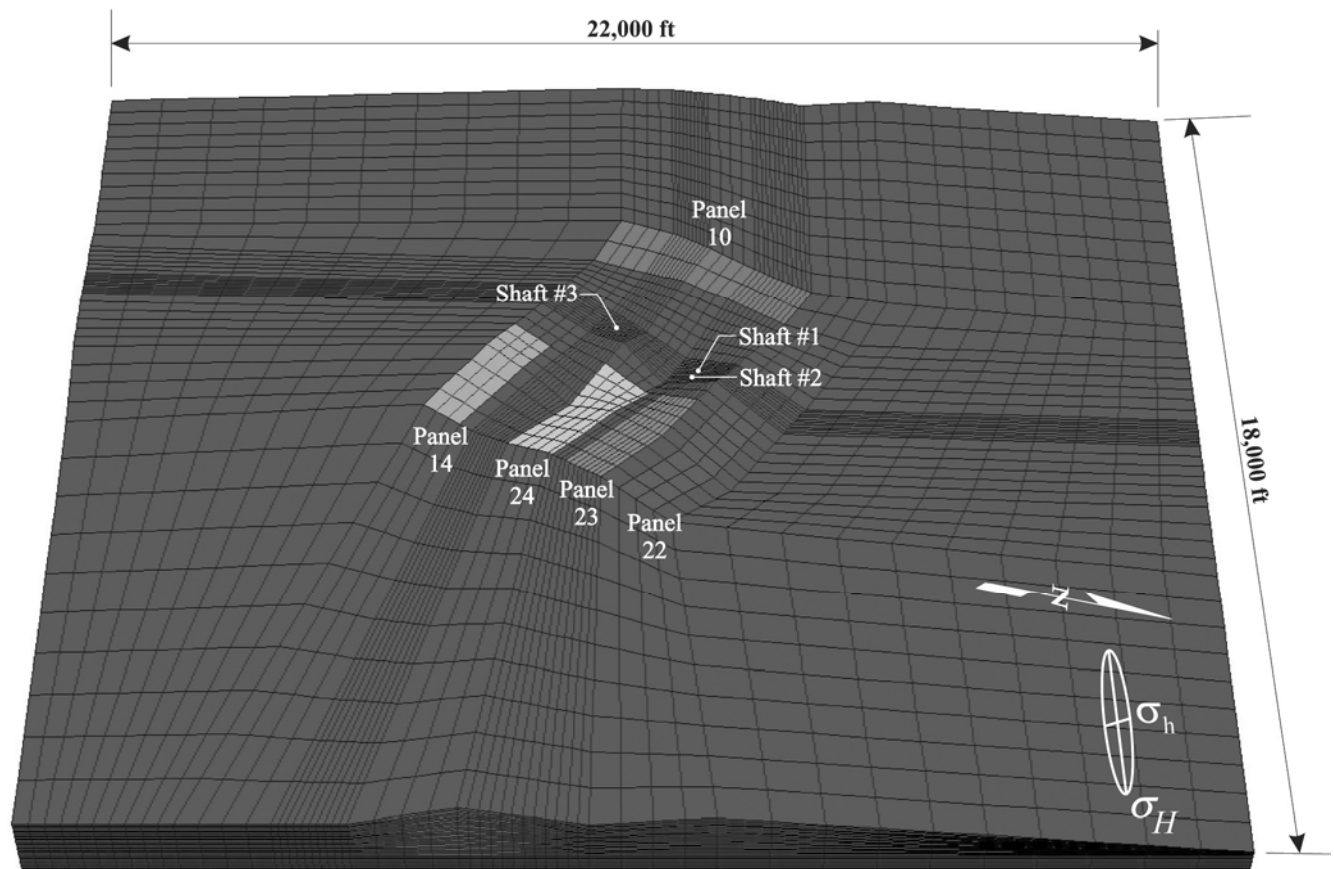 22,000 ft
Panel
10
Shaft #3
Shaft #1
Shaft #2
Panel
14
Panel
24
Panel
23
Panel
22
18,000 ft
N
σh
σH